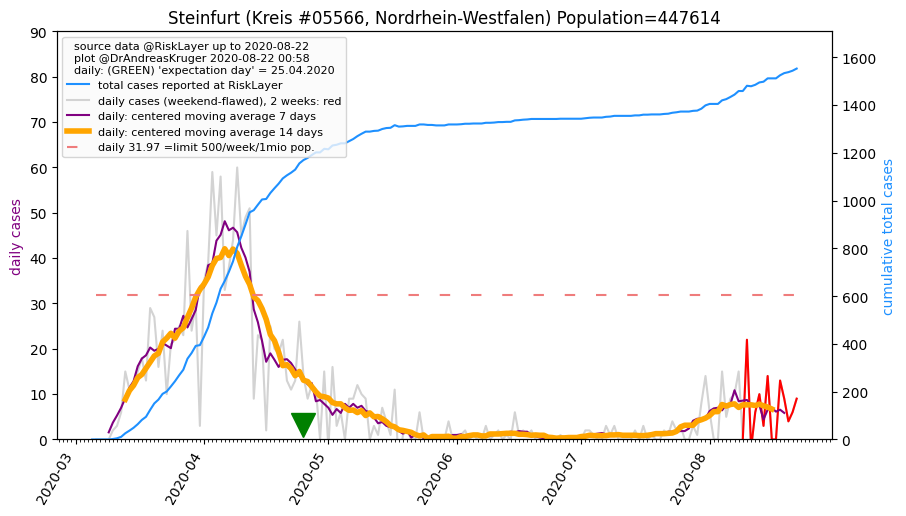 Steinfurt (Kreis #05566, Nordrhein-Westfalen) Population=447614
source data @RiskLayer up to 2020-08-22
plot @DrAndreasKruger 2020-08-22 00:58
daily: (GREEN) 'expectation day' = 25.04.2020
total cases reported at RiskLayer
daily cases (weekend-flawed), 2 weeks: red
daily: centered moving average 7 days
daily: centered moving average 14 days
daily 31.97 =limit 500/week/1mio pop.
daily cases
90
80
70
60
50
40
30
20
10
0
cumulative total cases
1600
1400
1200
1000
800
600
400
200
0
2020-03
2020-04
2020-05
2020-06
2020-07
2020-08